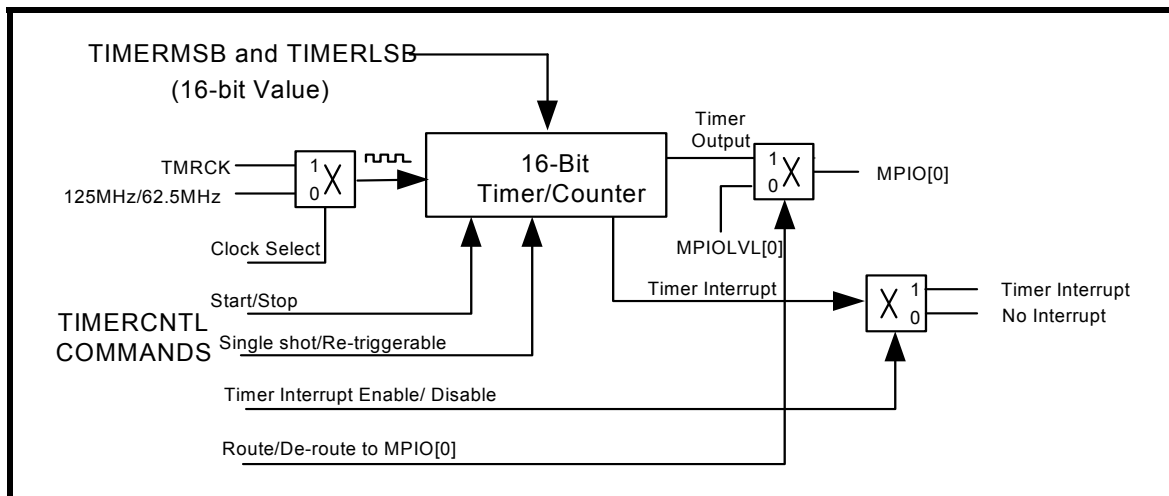 TIMERMSB and TIMERLSB
(16-bit Value)
TMRCK
125MHz/62.5MHz
1
0
X
Clock Select
16-Bit
Timer/Counter
Timer
Output
1
0
X
MPIO[0]
MPIOLVL[0]
Timer Interrupt
X
1
0
Timer Interrupt
No Interrupt
TIMERCNTL
COMMANDS
Start/Stop
Single shot/Re-triggerable
Timer Interrupt Enable/ Disable
Route/De-route to MPIO[0]